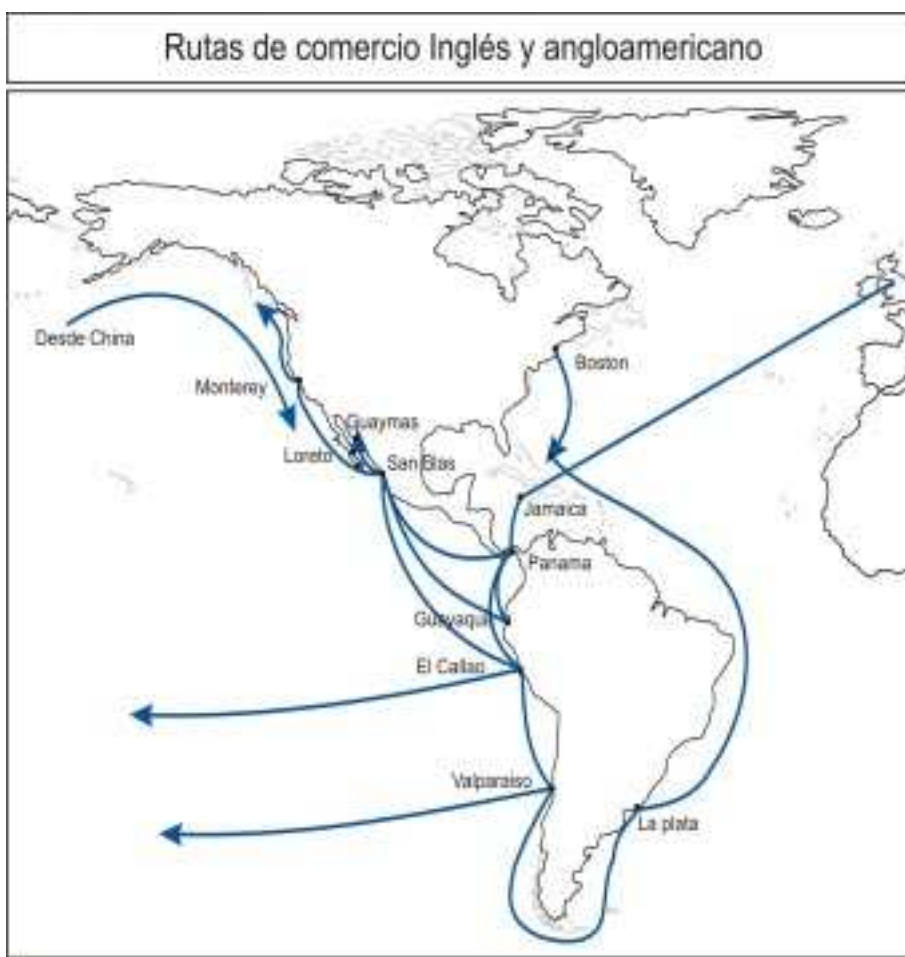 Rutas de comercio Inglés y angloamericano
Desde China
Boston
Monterey
Guaymas
Loreto
San Blas
Jamaica
Panama
Guayaquil
El Callao
Valparaiso
La plata